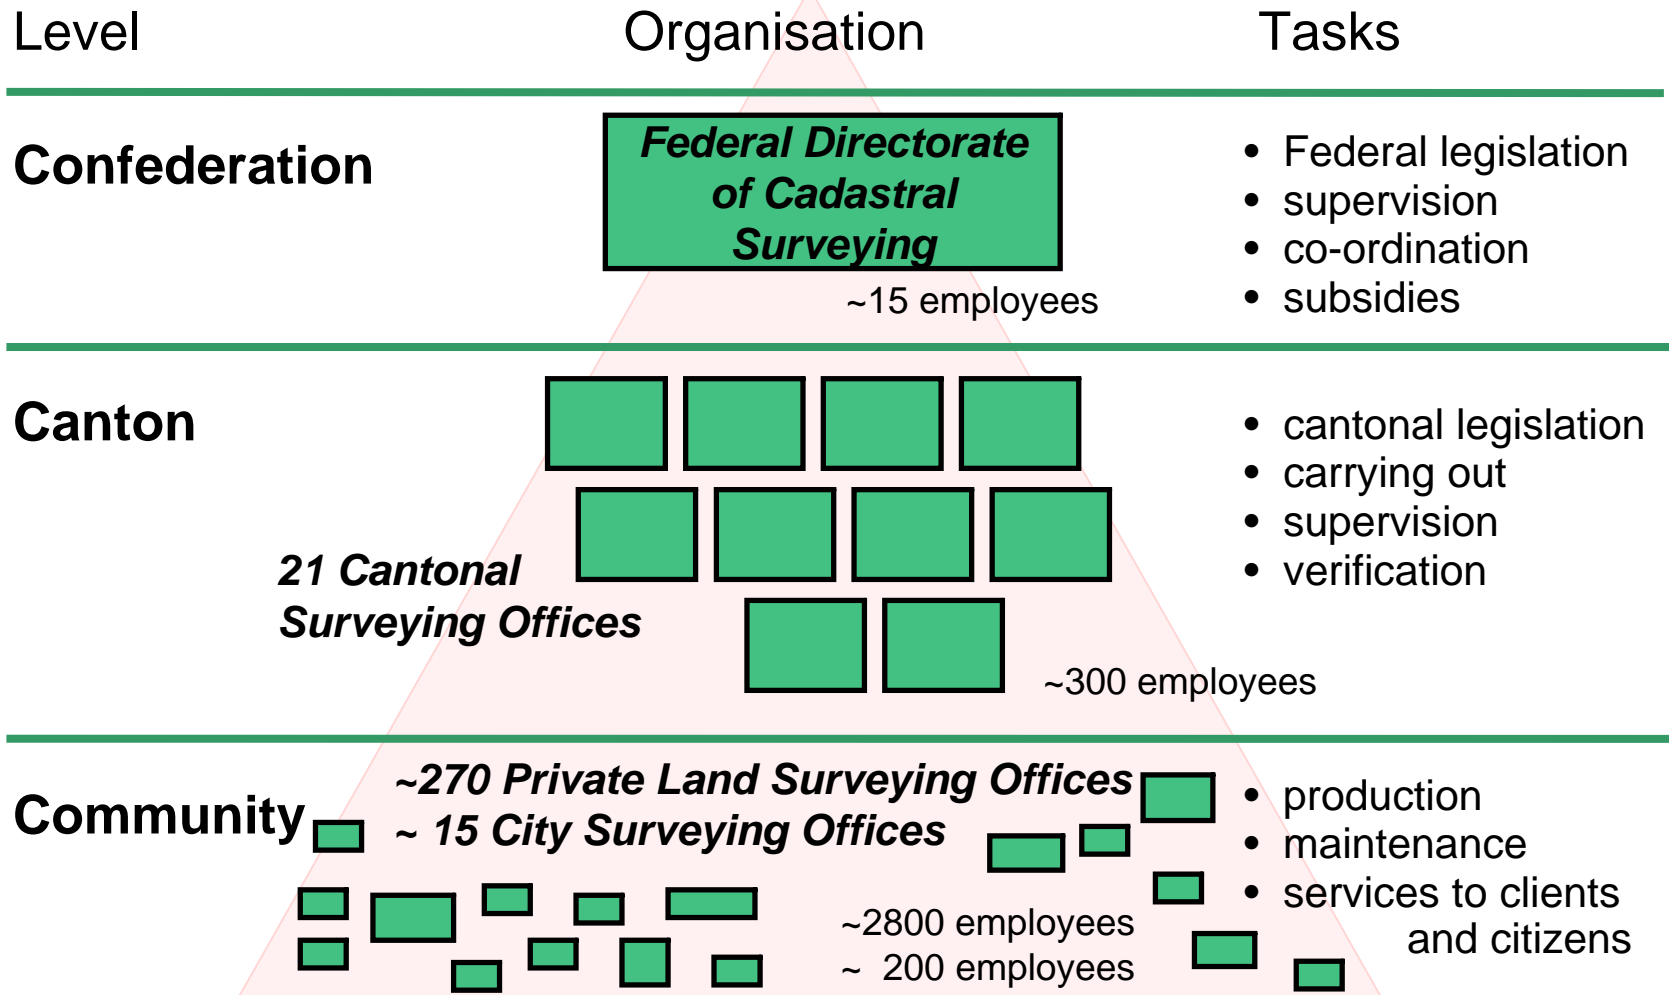 Level Organisation Tasks
Confederation
Federal Directorate
of Cadastral
Surveying
~15 employees
• Federal legislation
• supervision
• co-ordination
• subsidies
Canton
21 Cantonal
Surveying Offices
~300 employees
• cantonal legislation
• carrying out
• supervision
• verification
Community
~270 Private Land Surveying Offices
~ 15 City Surveying Offices
~2800 employees
~ 200 employees
• production
• maintenance
• services to clients
and citizens